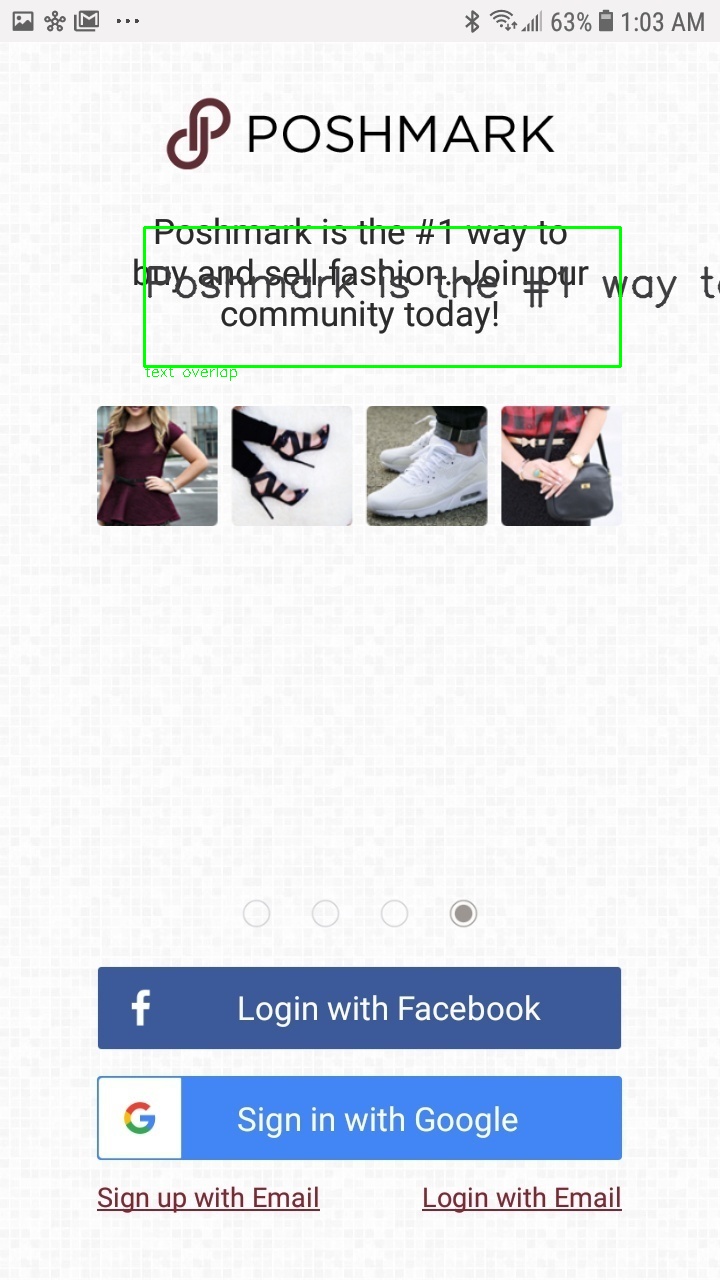 63% 1:03 AM
POSHMARK
Poshmark is the #1 way to
buy and sell fashion. Join our
Poshmark is the #1 way to
community today!
text overlap
Login with Facebook
Sign in with Google
Sign up with Email Login with Email